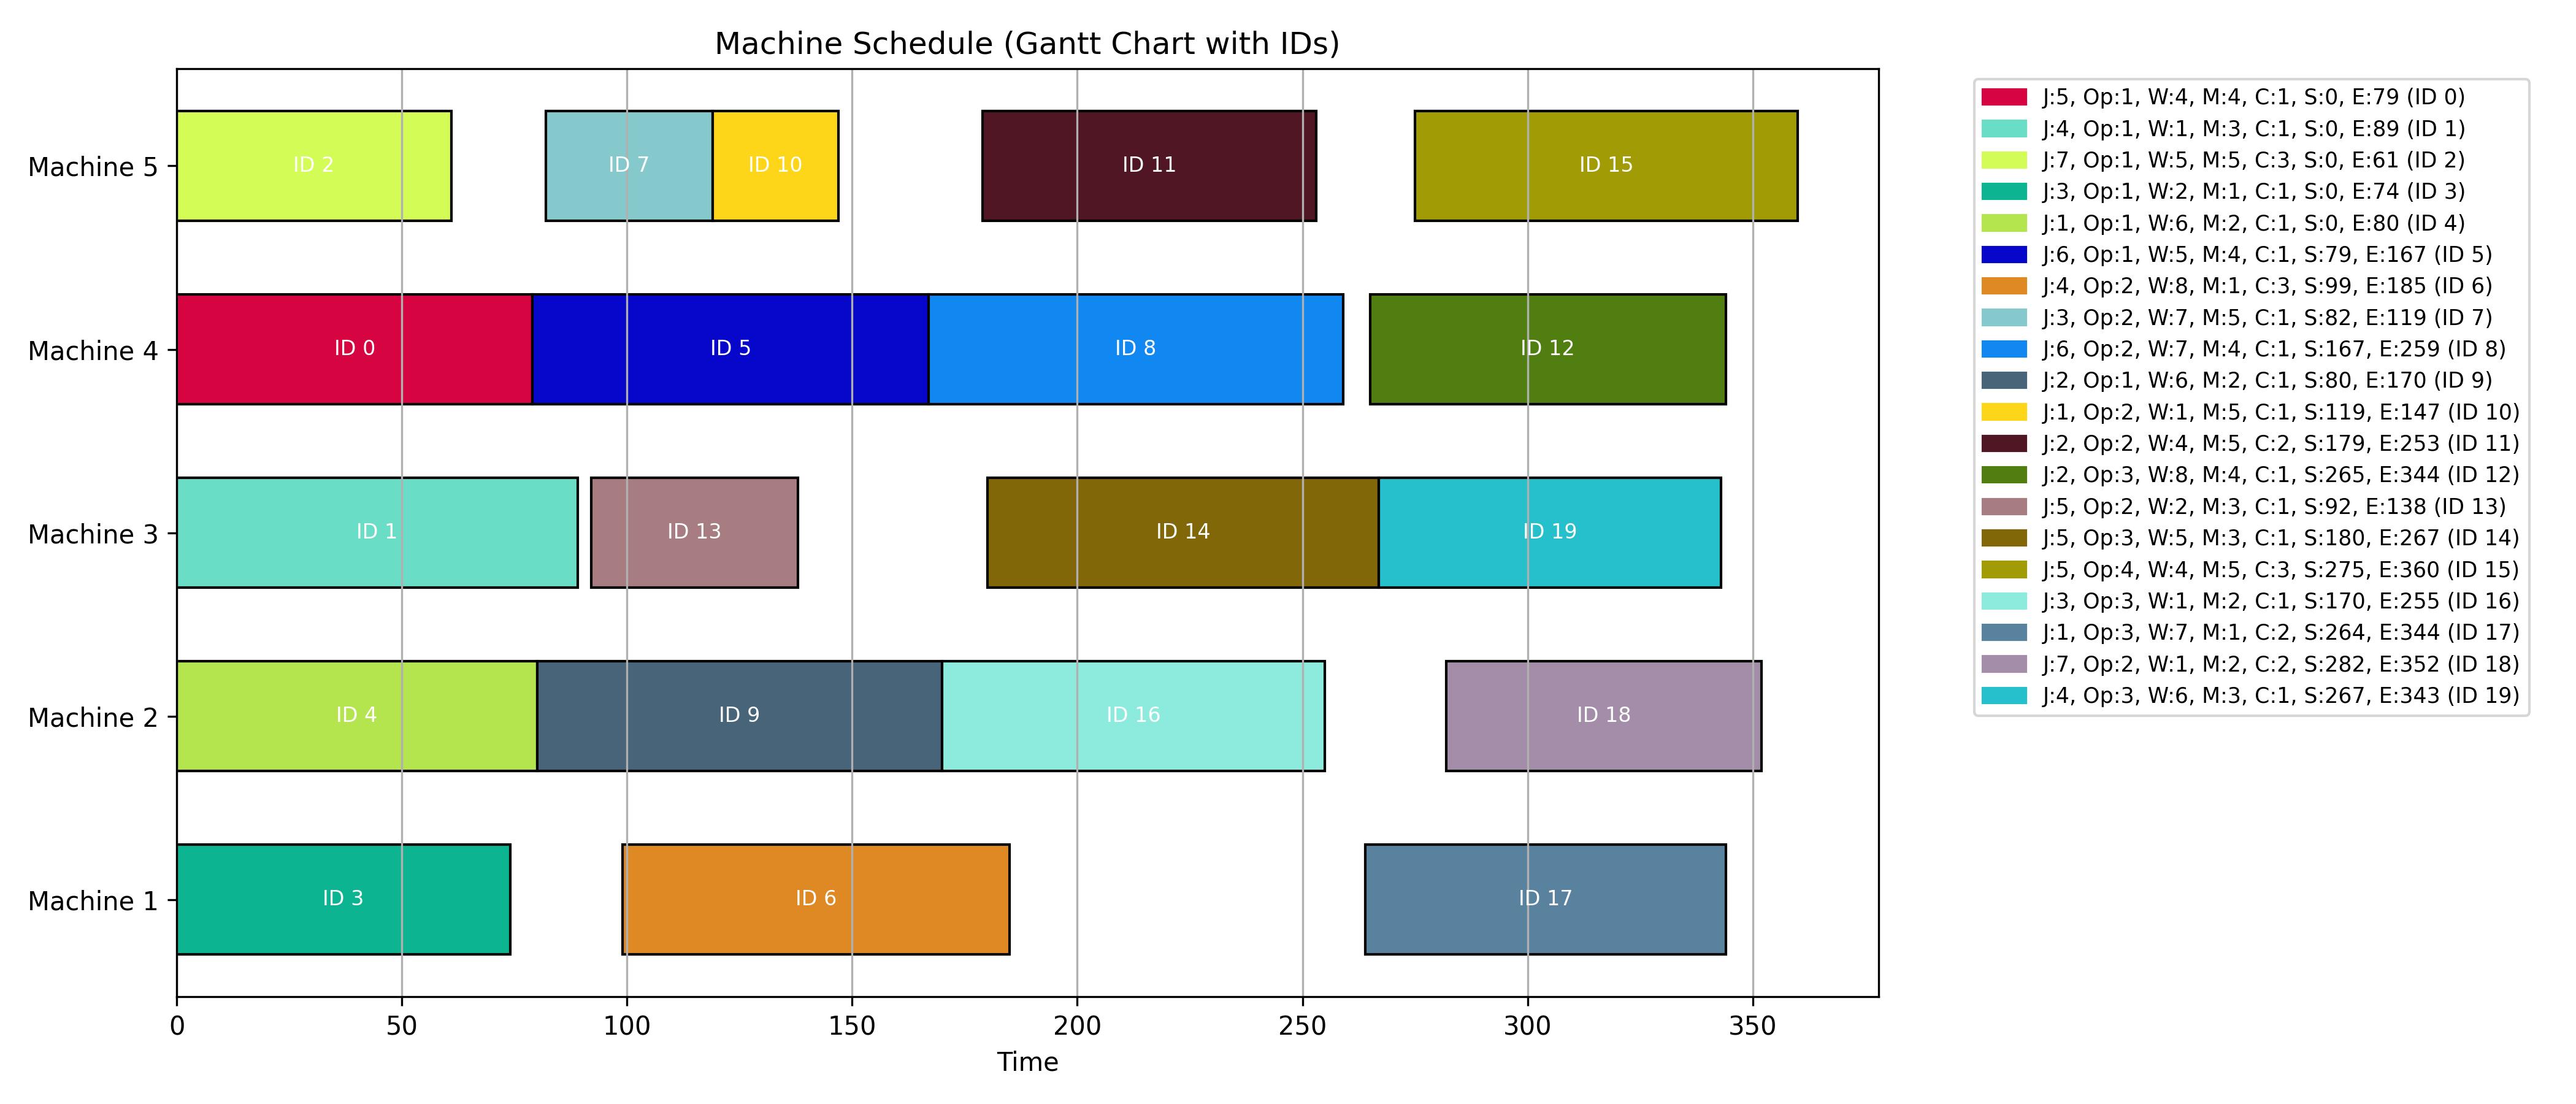 Machine Schedule (Gantt Chart with IDs)
Machine 5
ID 2
ID 7
ID 10
ID 11
ID 15
Machine 4
ID 0
ID 5
ID 8
ID 12
Machine 3
ID 1
ID 13
ID 14
ID 19
Machine 2
ID 4
ID 9
ID 16
ID 18
Machine 1
ID 3
ID 6
ID 17
0 50 100 150 200 250 300 350
Time
J:5, Op:1, W:4, M:4, C:1, S:0, E:79 (ID 0)
J:4, Op:1, W:1, M:3, C:1, S:0, E:89 (ID 1)
J:7, Op:1, W:5, M:5, C:3, S:0, E:61 (ID 2)
J:3, Op:1, W:2, M:1, C:1, S:0, E:74 (ID 3)
J:1, Op:1, W:6, M:2, C:1, S:0, E:80 (ID 4)
J:6, Op:1, W:5, M:4, C:1, S:79, E:167 (ID 5)
J:4, Op:2, W:8, M:1, C:3, S:99, E:185 (ID 6)
J:3, Op:2, W:7, M:5, C:1, S:82, E:119 (ID 7)
J:6, Op:2, W:7, M:4, C:1, S:167, E:259 (ID 8)
J:2, Op:1, W:6, M:2, C:1, S:80, E:170 (ID 9)
J:1, Op:2, W:1, M:5, C:1, S:119, E:147 (ID 10)
J:2, Op:2, W:4, M:5, C:2, S:179, E:253 (ID 11)
J:2, Op:3, W:8, M:4, C:1, S:265, E:344 (ID 12)
J:5, Op:2, W:2, M:3, C:1, S:92, E:138 (ID 13)
J:5, Op:3, W:5, M:3, C:1, S:180, E:267 (ID 14)
J:5, Op:4, W:4, M:5, C:3, S:275, E:360 (ID 15)
J:3, Op:3, W:1, M:2, C:1, S:170, E:255 (ID 16)
J:1, Op:3, W:7, M:1, C:2, S:264, E:344 (ID 17)
J:7, Op:2, W:1, M:2, C:2, S:282, E:352 (ID 18)
J:4, Op:3, W:6, M:3, C:1, S:267, E:343 (ID 19)